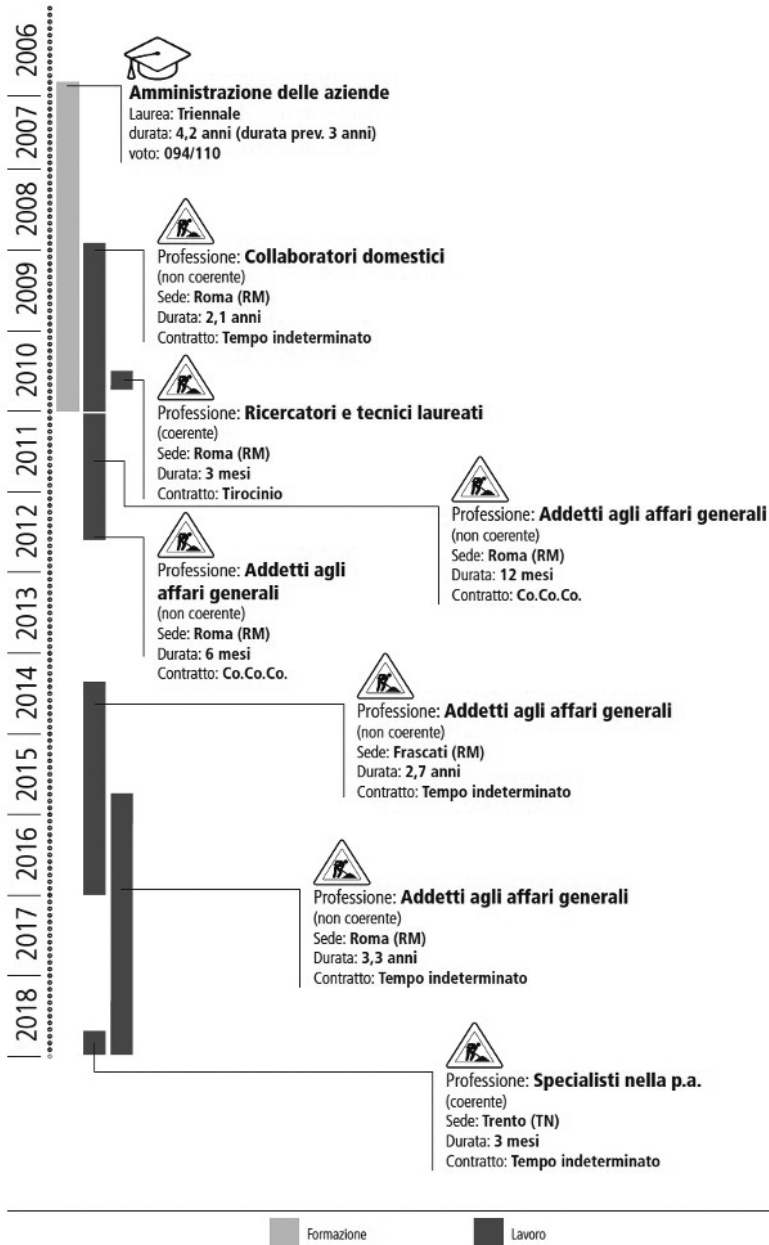 2006
Amministrazione delle aziende
Laurea: Triennale
durata: 4,2 anni (durata prev. 3 anni)
voto: 094/110
2007
2008
Professione: Collaboratori domestici
(non coerente)
Sede: Roma (RM)
Durata: 2,1 anni
Contratto: Tempo indeterminato
2009
2010
Professione: Ricercatori e tecnici laureati
(coerente)
Sede: Roma (RM)
Durata: 3 mesi
Contratto: Tirocinio
2011
Professione: Addetti agli affari generali
(non coerente)
Sede: Roma (RM)
Durata: 12 mesi
Contratto: Co.Co.Co.
2012
Professione: Addetti agli
affari generali
(non coerente)
Sede: Roma (RM)
Durata: 6 mesi
Contratto: Co.Co.Co.
2013
2014
Professione: Addetti agli affari generali
(non coerente)
Sede: Frascati (RM)
Durata: 2,7 anni
Contratto: Tempo indeterminato
2015
2016
Professione: Addetti agli affari generali
(non coerente)
Sede: Roma (RM)
Durata: 3,3 anni
Contratto: Tempo indeterminato
2017
2018
Professione: Specialisti nella p.a.
(coerente)
Sede: Trento (TN)
Durata: 3 mesi
Contratto: Tempo indeterminato
Formazione
Lavoro